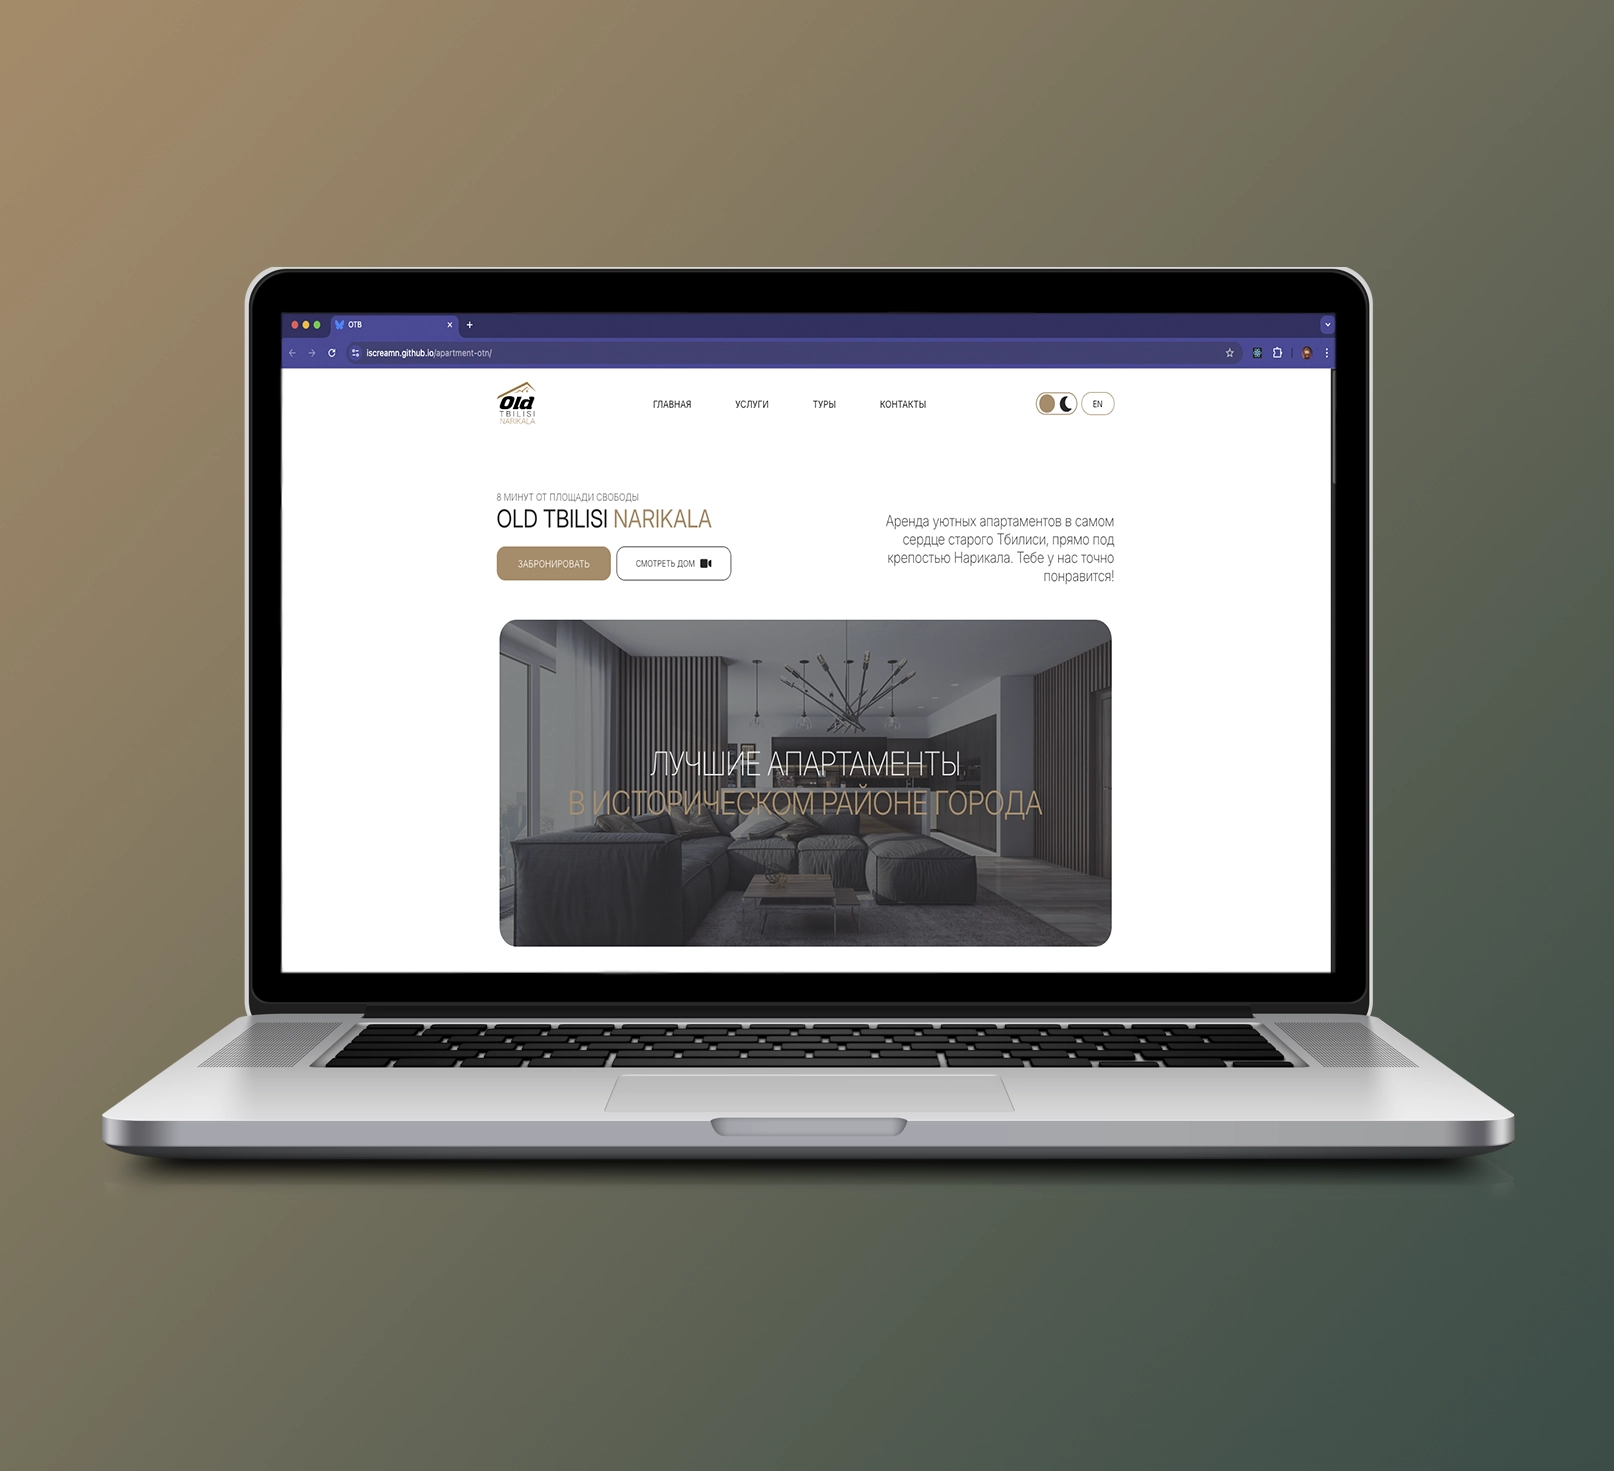 OTB
iscreamn.github.io/apartment-otn/
Old
TBILISI
NARIKALA
ГЛАВНАЯ
УСЛУГИ
ТУРЫ
КОНТАКТЫ
EN
8 МИНУТ ОТ ПЛОЩАДИ СВОБОДЫ
OLD TBILISI NARIKALA
ЗАБРОНИРОВАТЬ
СМОТРЕТЬ ДОМ
Аренда уютных апартаментов в самом
сердце старого Тбилиси, прямо под
крепостью Нарикала. Тебе у нас точно
понравится!
ЛУЧШИЕ АПАРТАМЕНТЫ
В ИСТОРИЧЕСКОМ РАЙОНЕ ГОРОДА